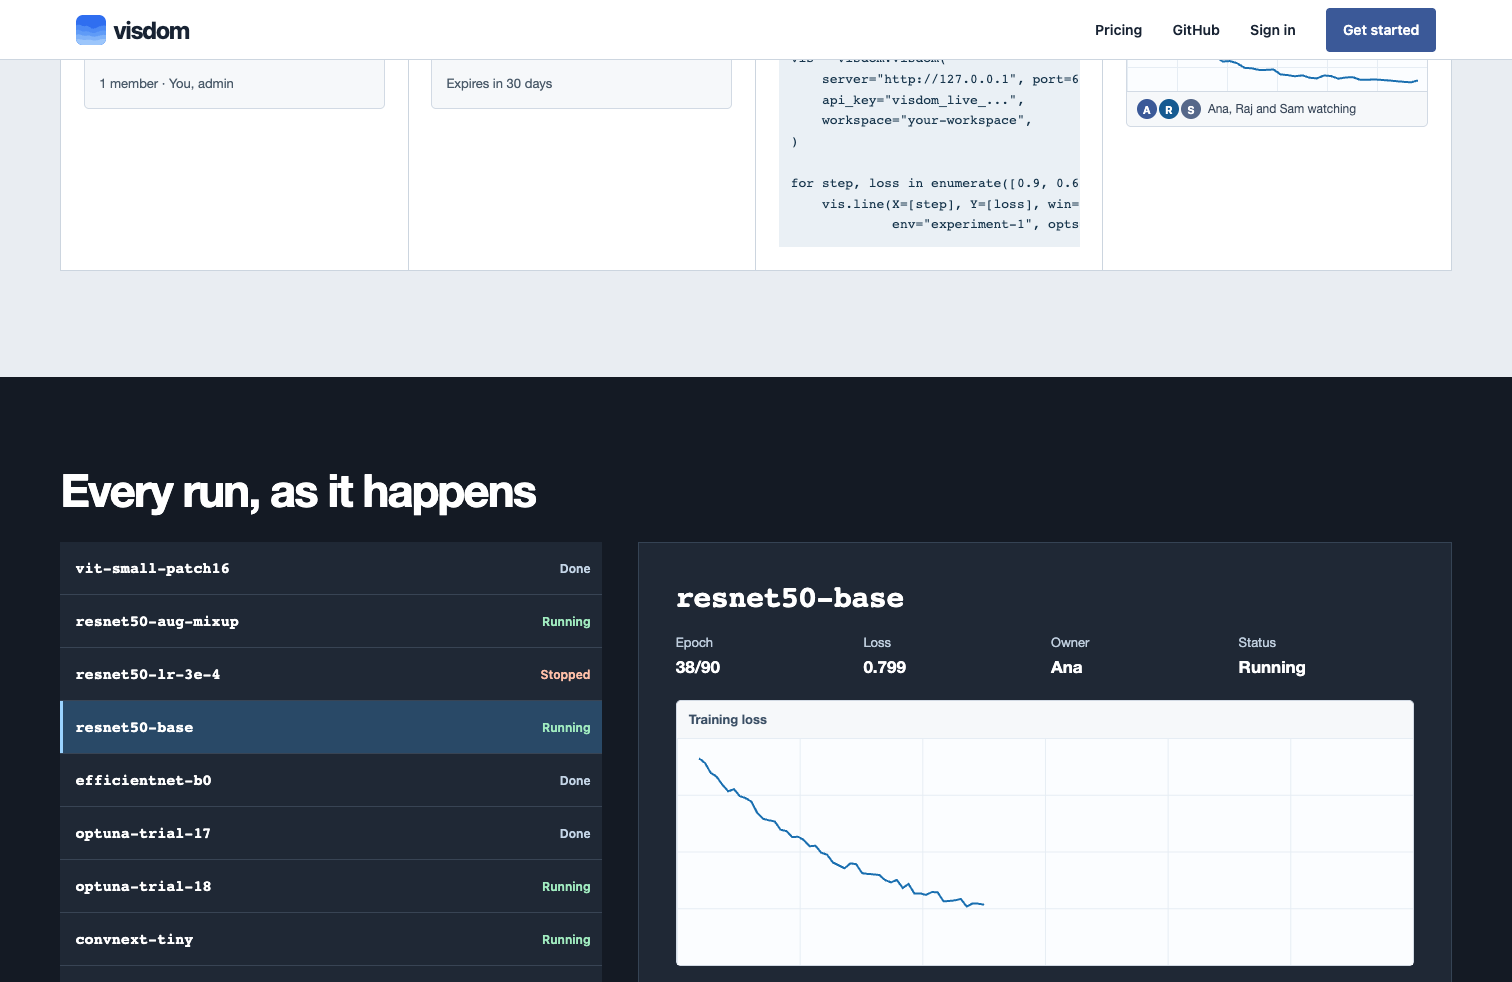 visdom
Pricing
GitHub
Sign in
Get started
1 member · You, admin
Expires in 30 days
server="http://127.0.0.1", port=6
api_key="visdom_live_...",
workspace="your-workspace",
)
for step, loss in enumerate([0.9, 0.6
vis.line(X=[step], Y=[loss], win=
env="experiment-1", opts
A R S Ana, Raj and Sam watching
Every run, as it happens
vit-small-patch16 Done
resnet50-aug-mixup Running
resnet50-lr-3e-4 Stopped
resnet50-base Running
efficientnet-b0 Done
optuna-trial-17 Done
optuna-trial-18 Running
convnext-tiny Running
resnet50-base
Epoch Loss Owner Status
38/90 0.799 Ana Running
Training loss